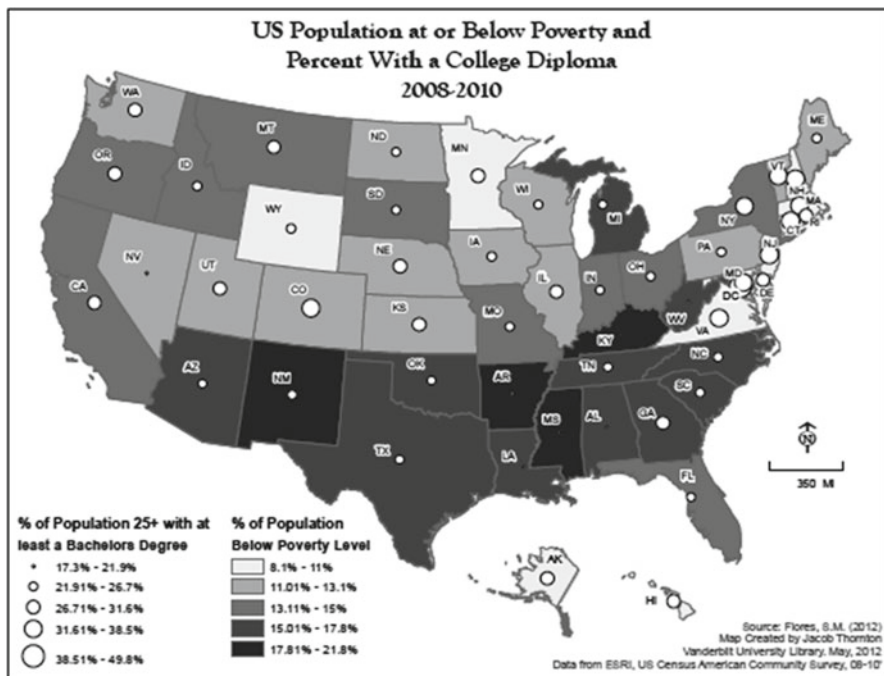 US Population at or Below Poverty and
Percent With a College Diploma
2008-2010
WA
MT
ND
MN
ME
OR
ID
SD
WI
MI
VT
NH
NY
MA
CT
RI
WY
IA
NE
PA
NJ
NV
UT
IL
IN
OH
MD
DE
DC
CA
CO
KS
MO
WV
VA
KY
AZ
NM
OK
AR
TN
NC
SC
MS
AL
GA
TX
LA
FL
N
350 MI
AK
HI
% of Population 25+ with at
least a Bachelors Degree
17.3% - 21.9%
21.91% - 26.7%
26.71% - 31.6%
31.61% - 38.5%
38.51% - 49.8%
% of Population
Below Poverty Level
8.1% - 11%
11.01% - 13.1%
13.11% - 15%
15.01% - 17.8%
17.81% - 21.8%
Source: Flores, S.M. (2012)
Map Created by Jacob Thornton
Vanderbilt University Library. May, 2012
Data from ESRI, US Census American Community Survey, 08-10'